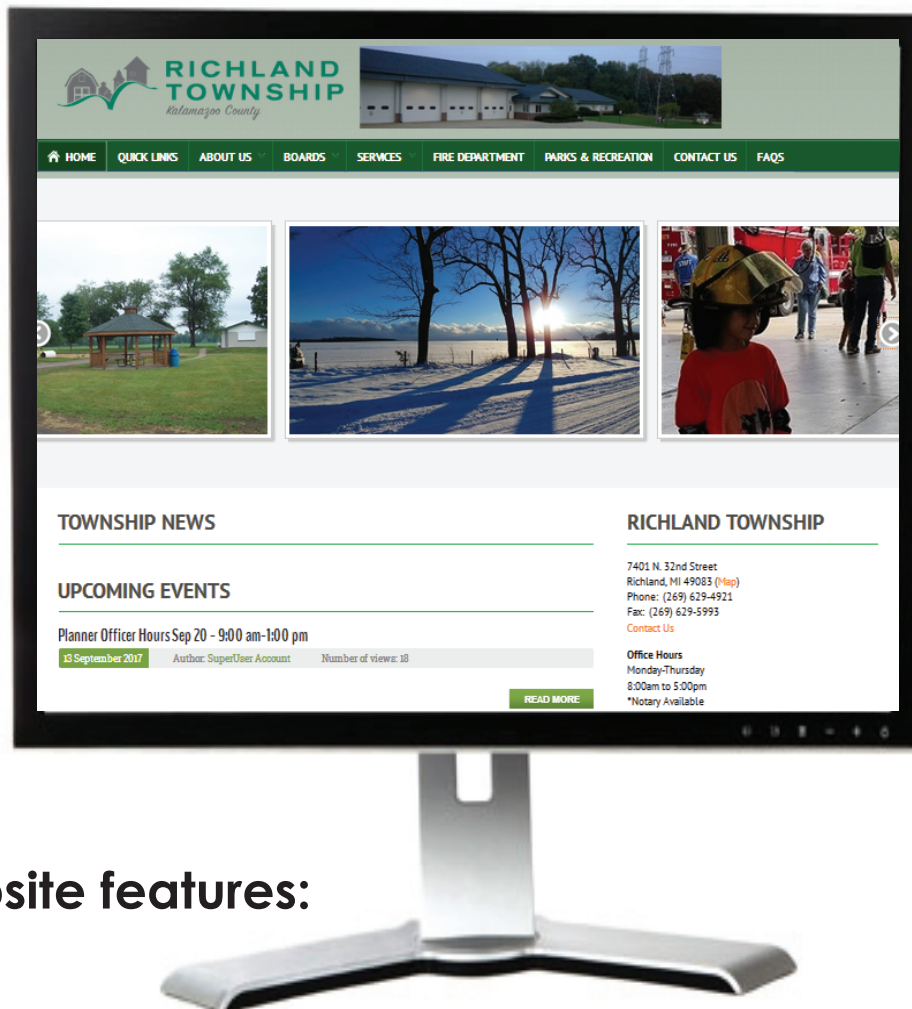 RICHLAND
TOWNSHIP
Kalamazoo County
HOME QUICK LINKS ABOUT US BOARDS SERVICES FIRE DEPARTMENT PARKS & RECREATION CONTACT US FAQS
TOWNSHIP NEWS
UPCOMING EVENTS
Planner Officer Hours Sep 20 - 9:00 am-1:00 pm
13 September 2017 Author: SuperUser Account Number of views: 18
READ MORE
RICHLAND TOWNSHIP
7401 N. 32nd Street
Richland, MI 49083 (Map)
Phone: (269) 629-4921
Fax: (269) 629-5993
Contact Us
Office Hours
Monday-Thursday
8:00am to 5:00pm
*Notary Available
site features: